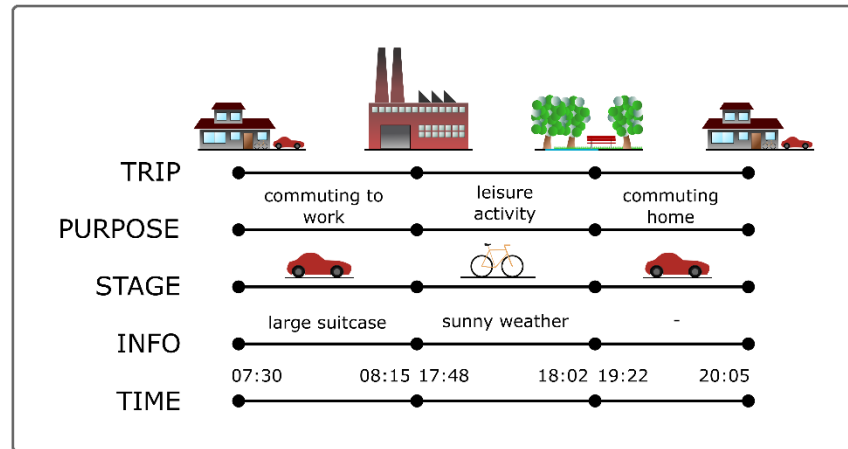 TRIP
commuting to
work
leisure
activity
commuting
home
PURPOSE
STAGE
large suitcase
sunny weather
-
INFO
07:30
08:15
17:48
18:02
19:22
20:05
TIME